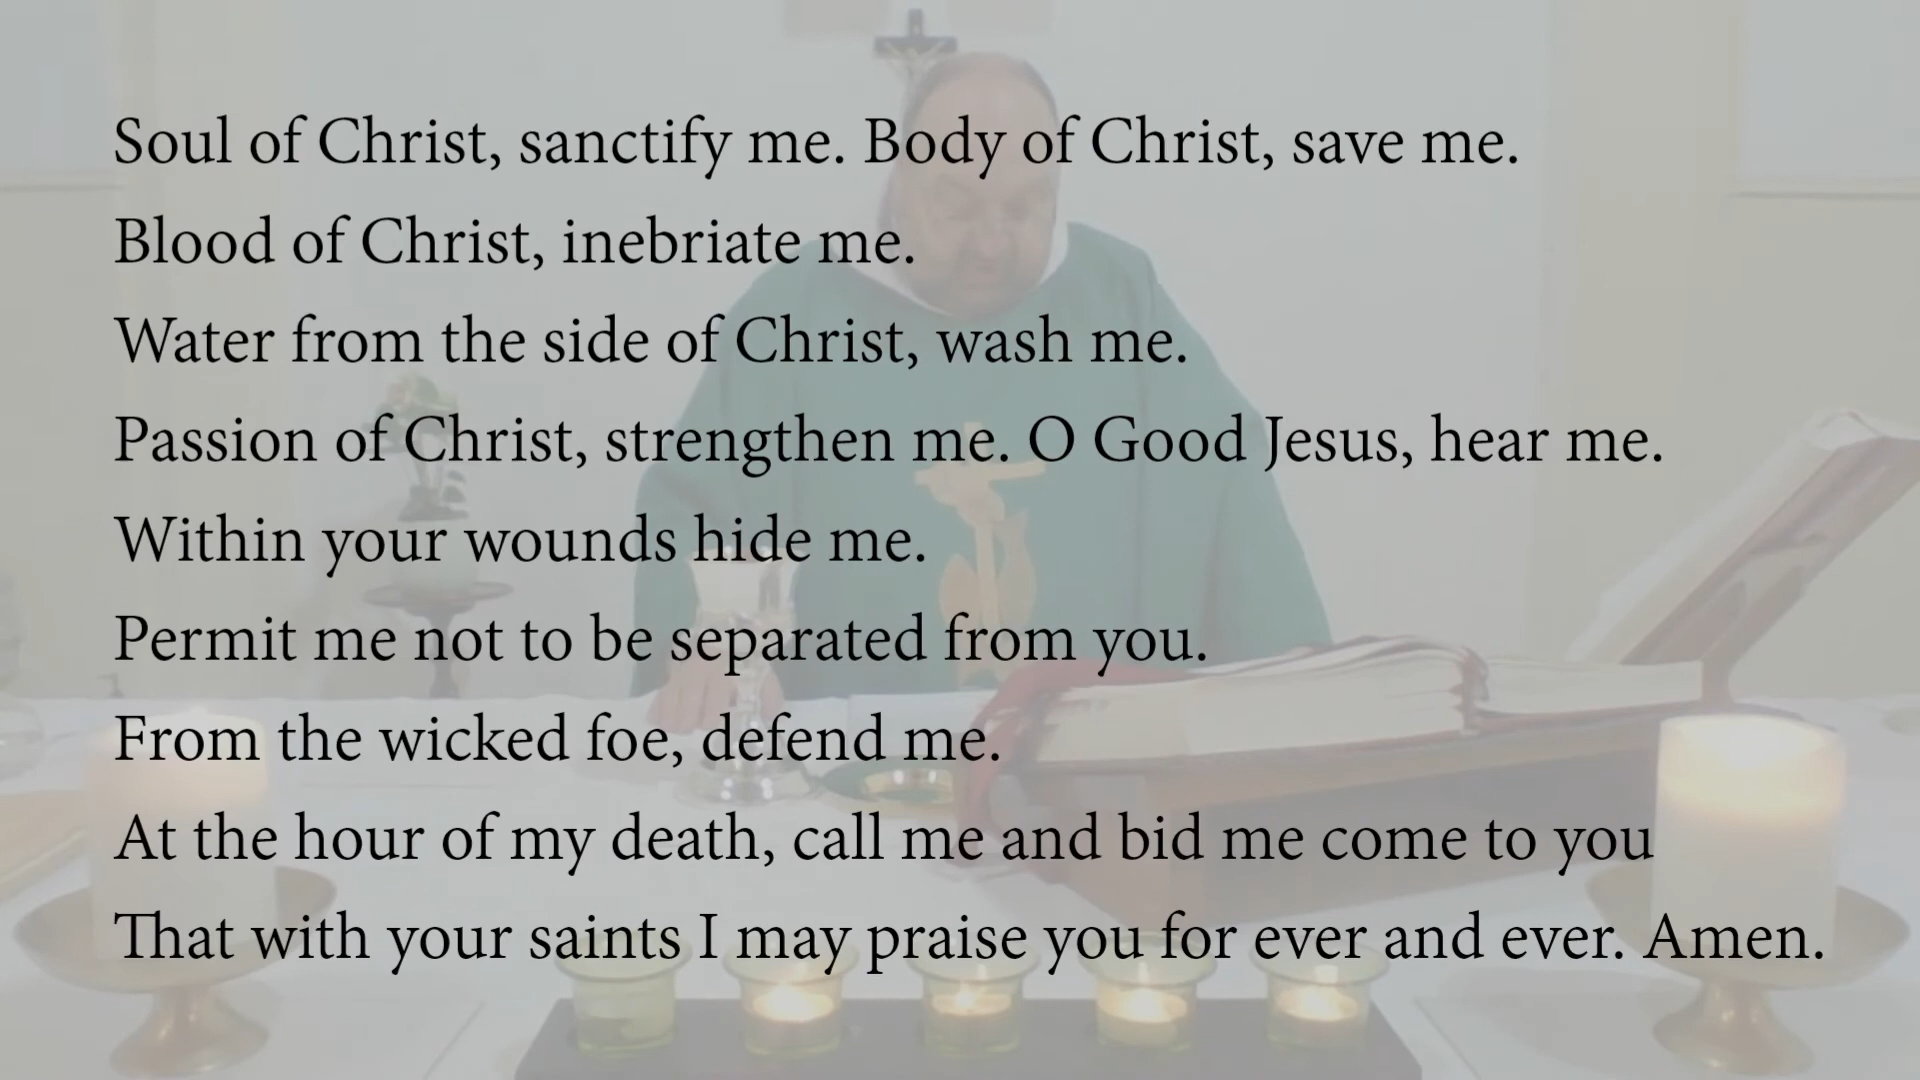 Soul of Christ, sanctify me. Body of Christ, save me.
Blood of Christ, inebriate me.
Water from the side of Christ, wash me.
Passion of Christ, strengthen me. O Good Jesus, hear me.
Within your wounds hide me.
Permit me not to be separated from you.
From the wicked foe, defend me.
At the hour of my death, call me and bid me come to you
That with your saints I may praise you for ever and ever. Amen.